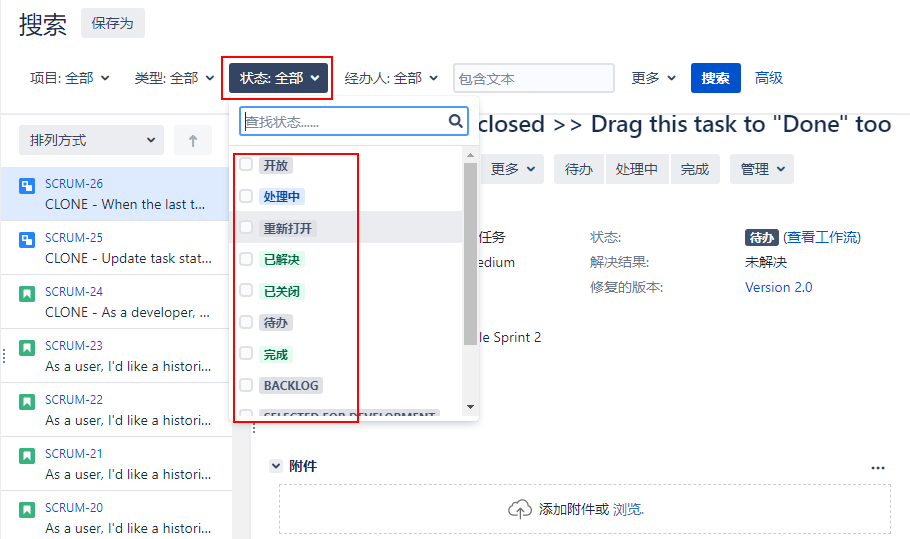 搜索 保存为
项目: 全部 类型: 全部 状态: 全部 经办人: 全部 包含文本 更多 搜索 高级
排列方式
SCRUM-26
CLONE - When the last t...
SCRUM-25
CLONE - Update task stat...
SCRUM-24
CLONE - As a developer, ...
SCRUM-23
As a user, I'd like a histori...
SCRUM-22
As a user, I'd like a histori...
SCRUM-21
As a user, I'd like a histori...
SCRUM-20
As a user, I'd like a histori...
查找状态......
开放
处理中
重新打开
已解决
已关闭
待办
完成
BACKLOG
SELECTED FOR DEVELOPMENT
closed >> Drag this task to "Done" too
更多 待办 处理中 完成 管理
任务 状态: 待办 (查看工作流)
edium 解决结果: 未解决
修复的版本: Version 2.0
le Sprint 2
附件
添加附件或 浏览.